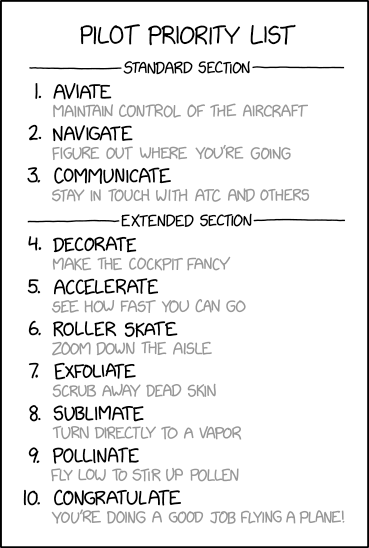 PILOT PRIORITY LIST
STANDARD SECTION
1. AVIATE
MAINTAIN CONTROL OF THE AIRCRAFT
2. NAVIGATE
FIGURE OUT WHERE YOU'RE GOING
3. COMMUNICATE
STAY IN TOUCH WITH ATC AND OTHERS
EXTENDED SECTION
4. DECORATE
MAKE THE COCKPIT FANCY
5. ACCELERATE
SEE HOW FAST YOU CAN GO
6. ROLLER SKATE
ZOOM DOWN THE AISLE
7. EXFOLIATE
SCRUB AWAY DEAD SKIN
8. SUBLIMATE
TURN DIRECTLY TO A VAPOR
9. POLLINATE
FLY LOW TO STIR UP POLLEN
10. CONGRATULATE
YOU'RE DOING A GOOD JOB FLYING A PLANE!